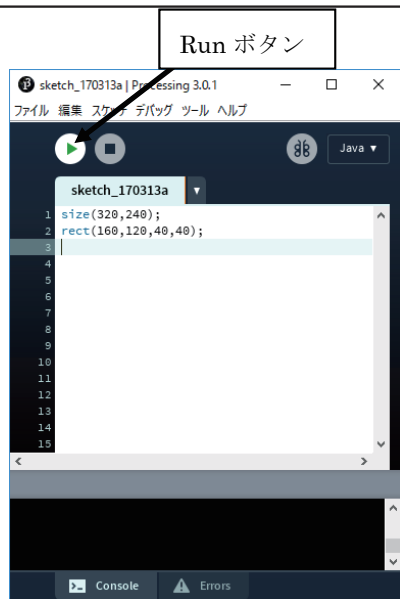 Run ボタン
sketch_170313a | Processing 3.0.1
ファイル 編集 スケッチ デバッグ ツール ヘルプ
Java ▼
sketch_170313a ▼
1 size(320,240);
2 rect(160,120,40,40);
3
4
5
6
7
8
9
10
11
12
13
14
15
Console Errors